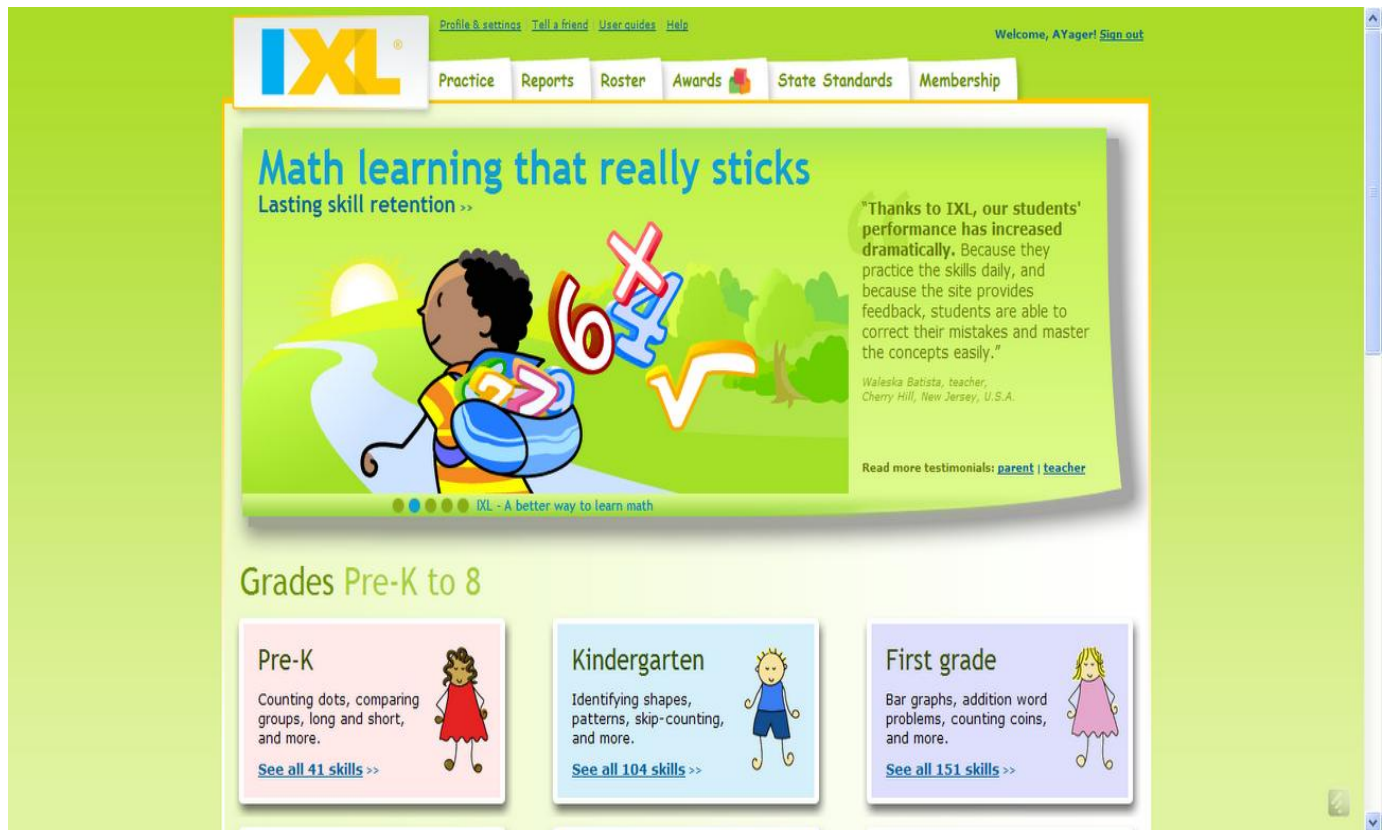 Profile & settings Tell a friend User guides Help
Welcome, AYager! Sign out
IXL®
Practice Reports Roster Awards State Standards Membership
Math learning that really sticks
Lasting skill retention >>
6 x 4 √
7 7 9
"Thanks to IXL, our students'
performance has increased
dramatically. Because they
practice the skills daily, and
because the site provides
feedback, students are able to
correct their mistakes and master
the concepts easily."
Waleska Batista, teacher,
Cherry Hill, New Jersey, U.S.A.
Read more testimonials: parent | teacher
IXL - A better way to learn math
Grades Pre-K to 8
Pre-K
Counting dots, comparing
groups, long and short,
and more.
See all 41 skills >>
Kindergarten
Identifying shapes,
patterns, skip-counting,
and more.
See all 104 skills >>
First grade
Bar graphs, addition word
problems, counting coins,
and more.
See all 151 skills >>